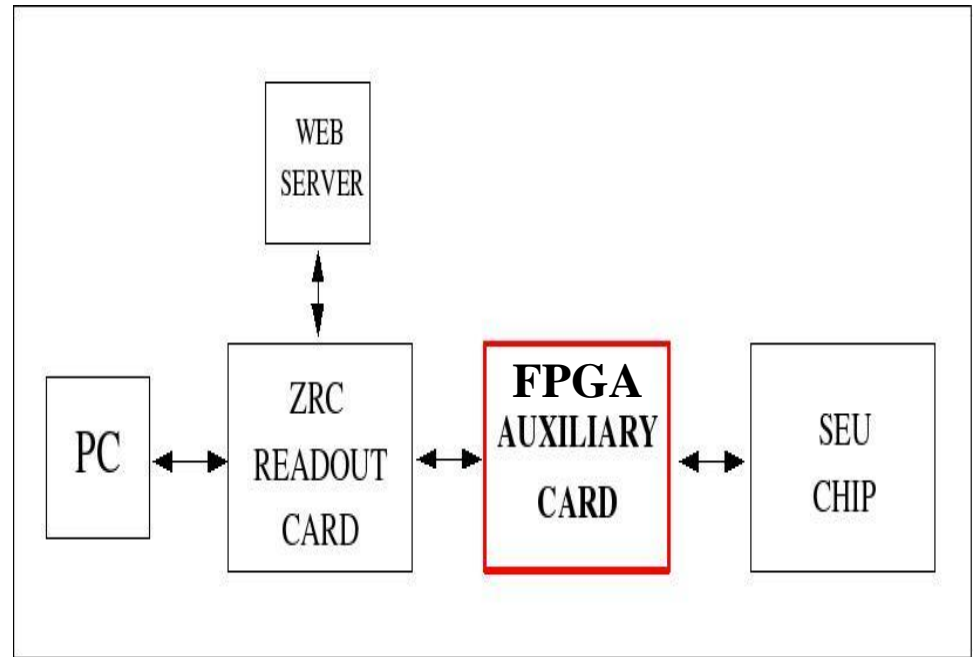 WEB
SERVER
PC
ZRC
READOUT
CARD
FPGA
AUXILIARY
CARD
SEU
CHIP